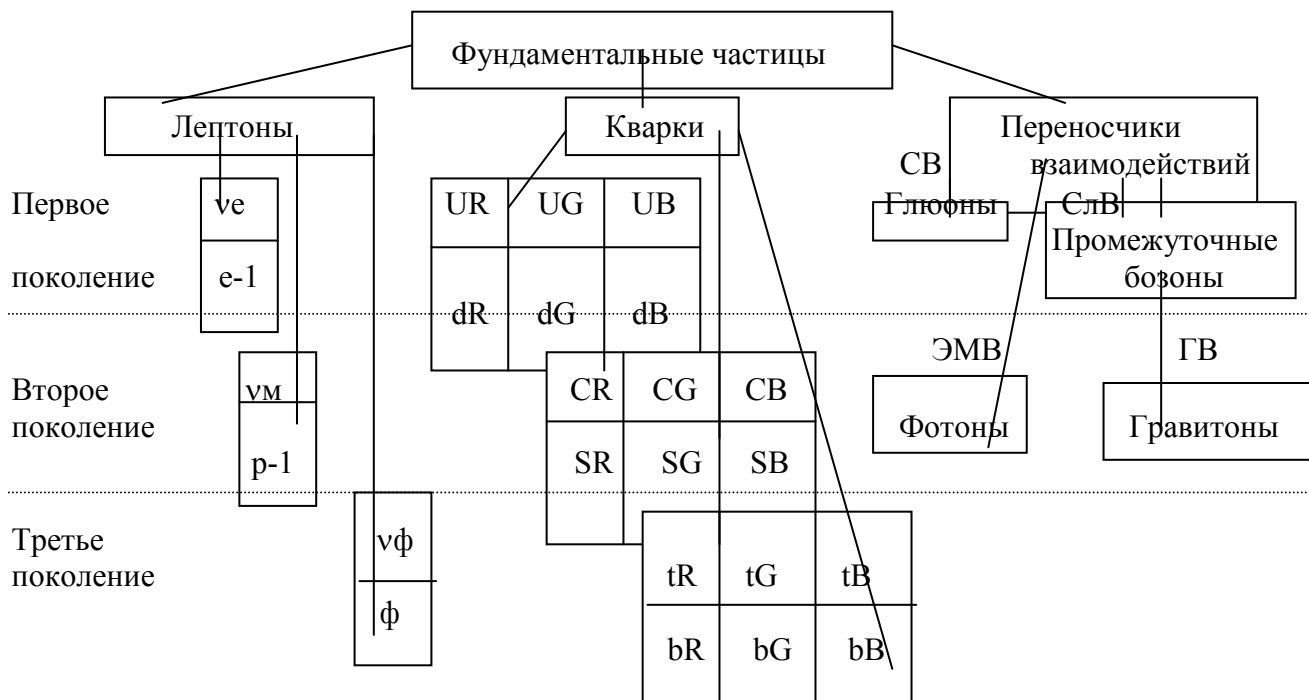 Фундаментальные частицы
Лептоны
Кварки
Переносчики
взаимодействий
СВ
Глюоны
СлВ
Промежуточные
бозоны
Первое
поколение
νe
e-1
UR UG UB
dR dG dB
ЭМВ
ГВ
Фотоны
Гравитоны
Второе
поколение
νм
p-1
CR CG CB
SR SG SB
Третье
поколение
νф
ф
tR tG tB
bR bG bB